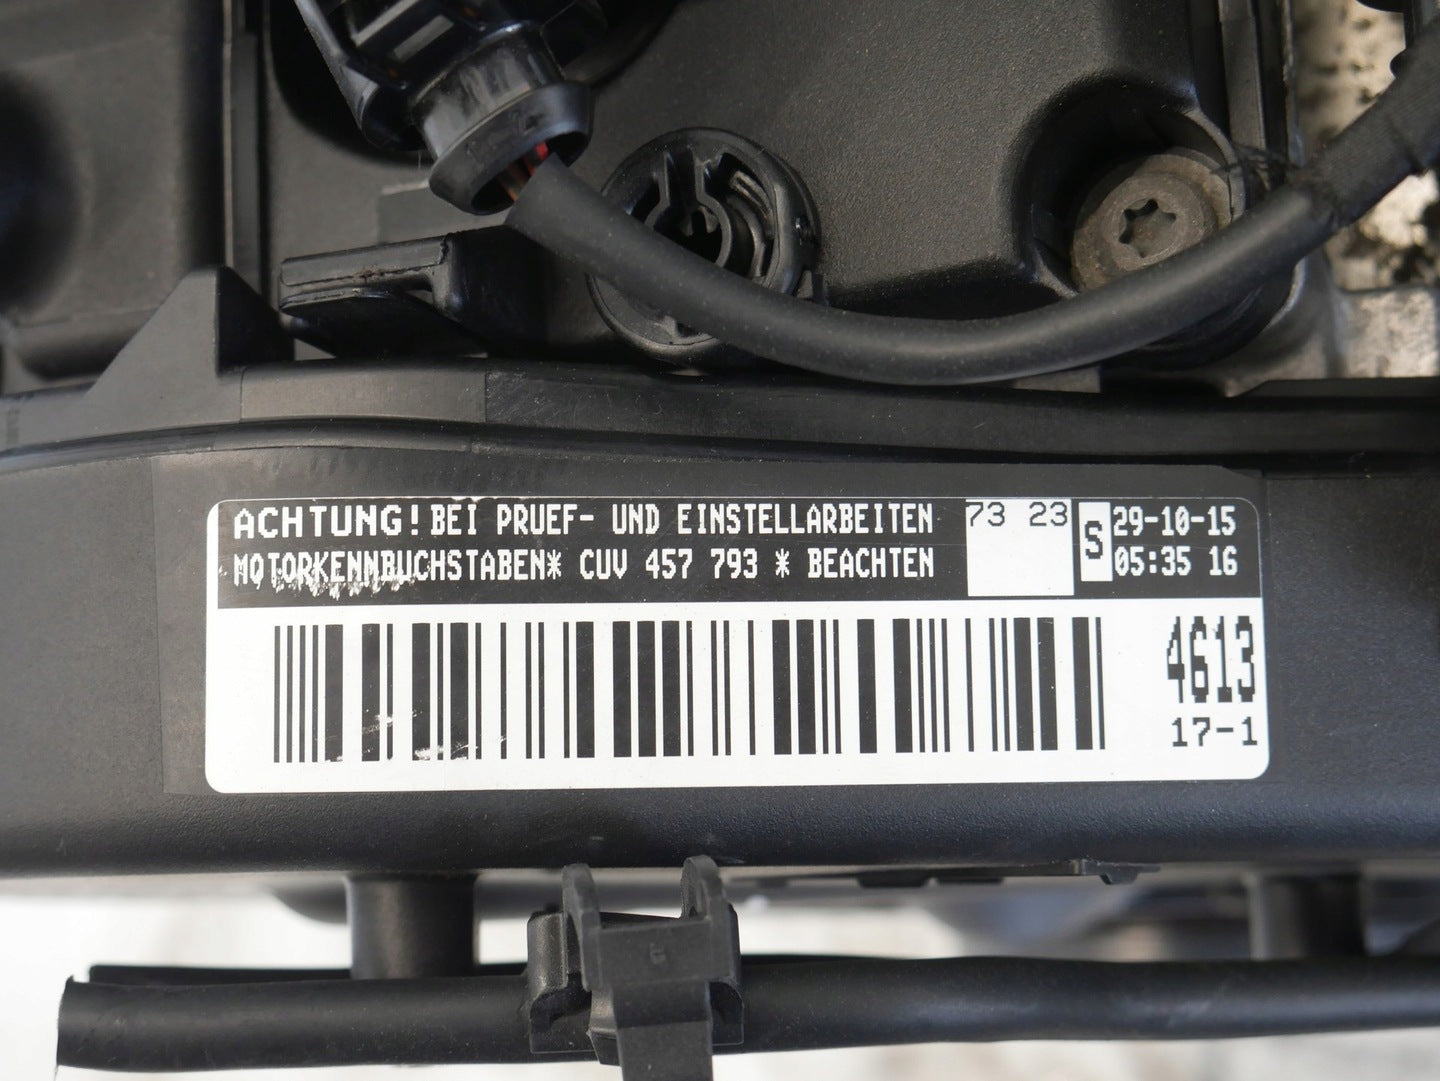 ACHTUNG! BEI PRUEF- UND EINSTELLARBEITEN
MOTORKENNBUCHSTABEN* CUV 457 793 * BEACHTEN
73 23
S
29-10-15
05:35 16
4613
17-1